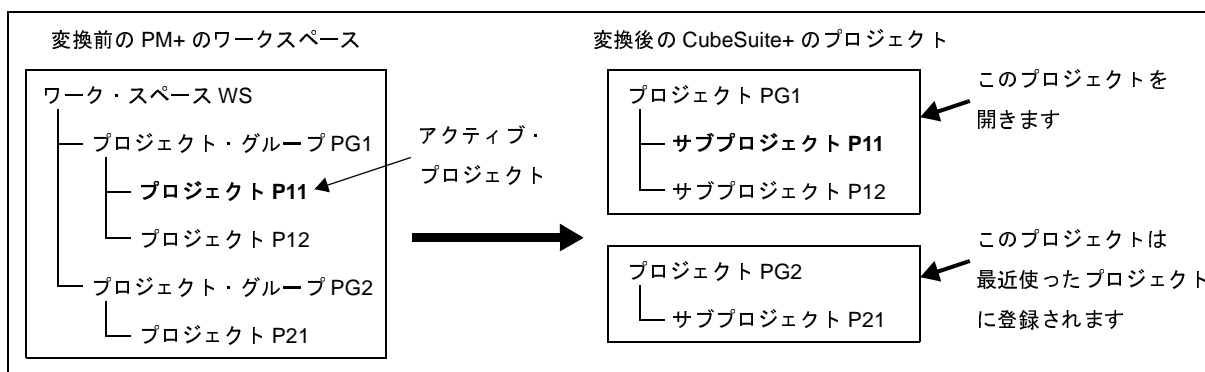 変換前の PM+ のワークスペース
ワーク・スペース WS
プロジェクト・グループ PG1
プロジェクト P11
プロジェクト P12
プロジェクト・グループ PG2
プロジェクト P21
アクティブ・
プロジェクト
変換後の CubeSuite+ のプロジェクト
プロジェクト PG1
サブプロジェクト P11
サブプロジェクト P12
このプロジェクトを
開きます
プロジェクト PG2
サブプロジェクト P21
このプロジェクトは
最近使ったプロジェクト
に登録されます